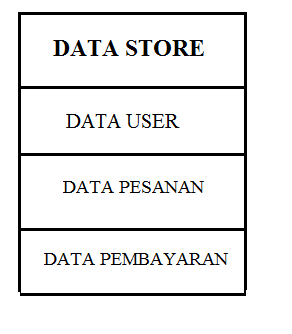 DATA STORE
DATA USER
DATA PESANAN
DATA PEMBAYARAN